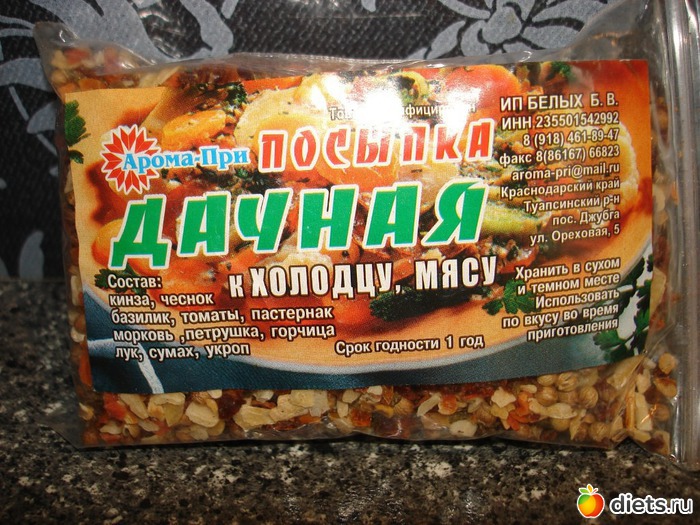 ИП БЕЛЫХ Б. В.
ИНН 235501542992
8 (918) 461-89-47
факс 8(86167) 66823
aroma-pri@mail.ru
Краснодарский край
Туапсинский р-н
пос. Джубга
ул. Ореховая, 5
Арома-При
ПОСЫПКА
ДАЧНАЯ
к ХОЛОДЦУ, МЯСУ
Состав:
кинза, чеснок
базилик, томаты, пастернак
морковь ,петрушка, горчица
лук, сумах, укроп
Срок годности 1 год
Хранить в сухом
и темном месте
Использовать
по вкусу во время
приготовления
diets.ru